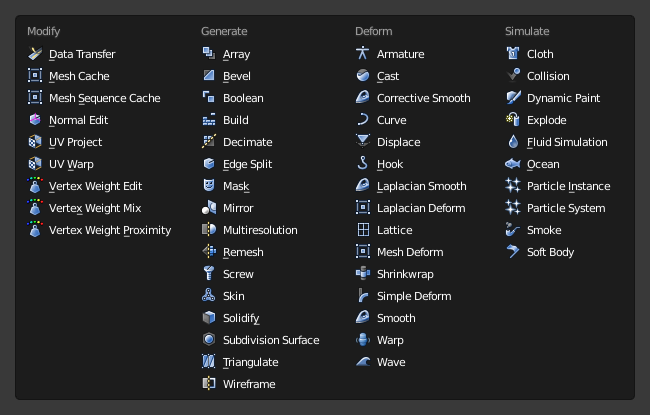 Modify
Data Transfer
Mesh Cache
Mesh Sequence Cache
Normal Edit
UV Project
UV Warp
Vertex Weight Edit
Vertex Weight Mix
Vertex Weight Proximity
Generate
Array
Bevel
Boolean
Build
Decimate
Edge Split
Mask
Mirror
Multiresolution
Remesh
Screw
Skin
Solidify
Subdivision Surface
Triangulate
Wireframe
Deform
Armature
Cast
Corrective Smooth
Curve
Displace
Hook
Laplacian Smooth
Laplacian Deform
Lattice
Mesh Deform
Shrinkwrap
Simple Deform
Smooth
Warp
Wave
Simulate
Cloth
Collision
Dynamic Paint
Explode
Fluid Simulation
Ocean
Particle Instance
Particle System
Smoke
Soft Body